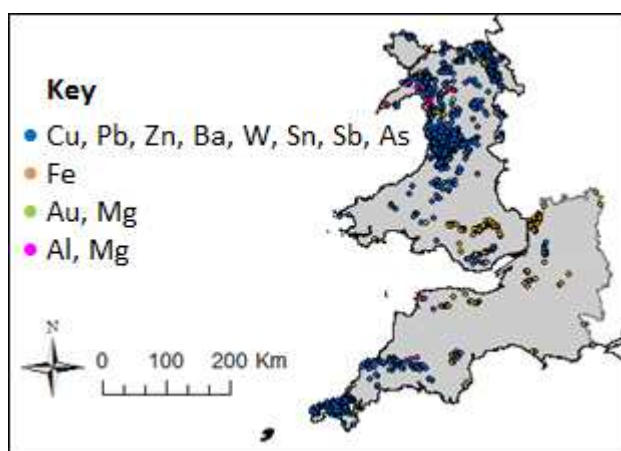 Key
Cu, Pb, Zn, Ba, W, Sn, Sb, As
Fe
Au, Mg
Al, Mg
N
0 100 200 Km